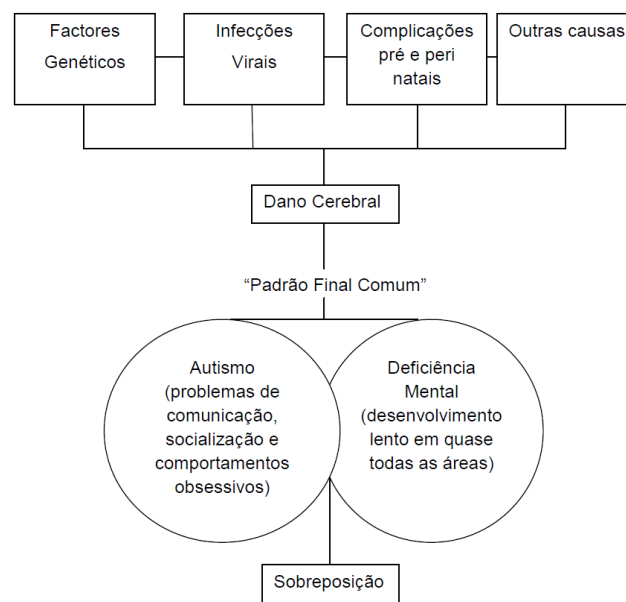 Factores
Genéticos
Infecções
Virais
Complicações
pré e peri
natais
Outras causas
Dano Cerebral
“Padrão Final Comum”
Autismo
(problemas de
comunicação,
socialização e
comportamentos
obsessivos)
Deficiência
Mental
(desenvolvimento
lento em quase
todas as áreas)
Sobreposição